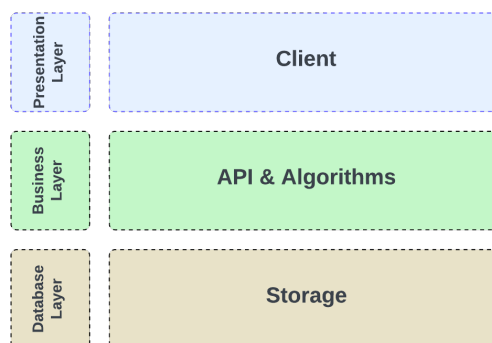 Presentation
Layer
Client
Business
Layer
API & Algorithms
Database
Layer
Storage